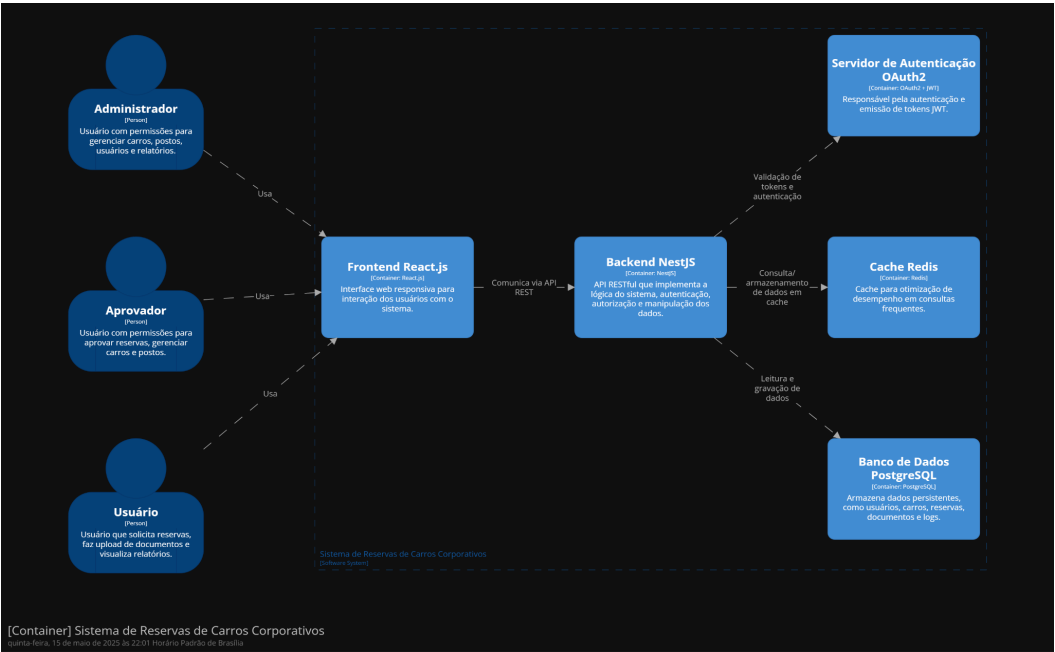 Administrador
[Person]
Usuário com permissões para
gerenciar carros, postos,
usuários e relatórios.
Usa
Aprovador
[Person]
Usuário com permissões para
aprovar reservas, gerenciar
carros e postos.
Usa
Usuário
[Person]
Usuário que solicita reservas,
faz upload de documentos e
visualiza relatórios.
Usa
Frontend React.js
[Container: React.js]
Interface web responsiva para
interação dos usuários com o
sistema.
Comunica via API
REST
Backend NestJS
[Container: NestJS]
API RESTful que implementa a
lógica do sistema, autenticação,
autorização e manipulação dos
dados.
Validação de
tokens e
autenticação
Servidor de Autenticação
OAuth2
[Container: OAuth2 + JWT]
Responsável pela autenticação e
emissão de tokens JWT.
Consulta/
armazenamento
de dados em
cache
Cache Redis
[Container: Redis]
Cache para otimização de
desempenho em consultas
frequentes.
Leitura e
gravação de
dados
Banco de Dados
PostgreSQL
[Container: PostgreSQL]
Armazena dados persistentes,
como usuários, carros, reservas,
documentos e logs.
Sistema de Reservas de Carros Corporativos
[Software System]
[Container] Sistema de Reservas de Carros Corporativos
quinta-feira, 15 de maio de 2025 às 22:01 Horário Padrão de Brasília